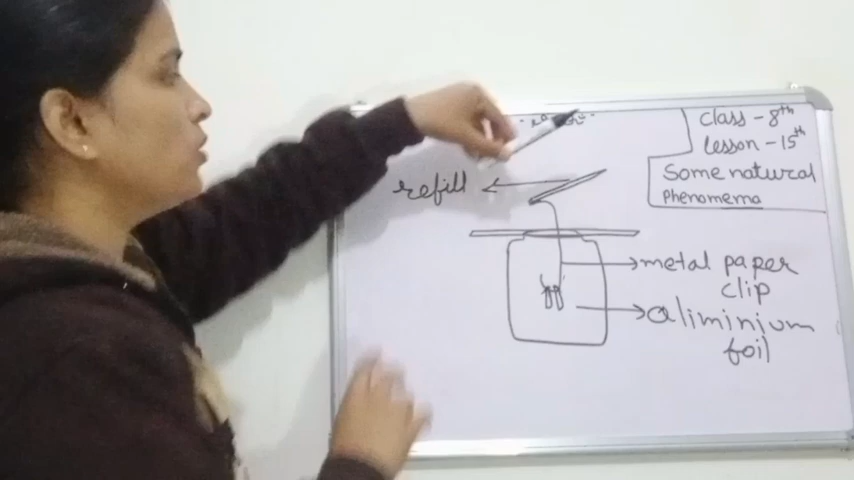 class - 8th
lesson - 15th
Some natural
Phenomema
refill
metal paper
clip
aliminium
foil